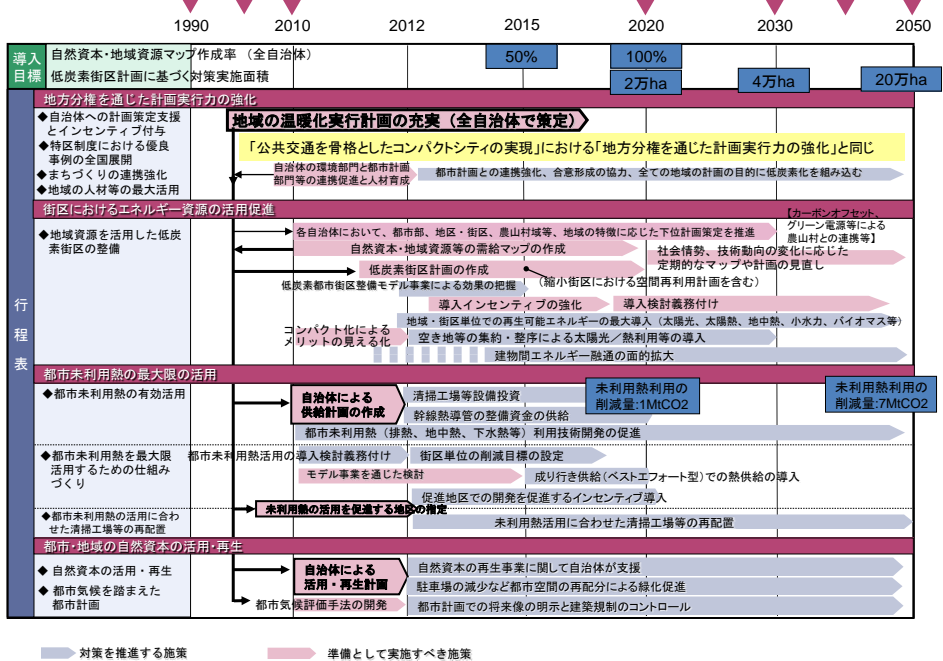 1990 2010 2012 2015 2020 2030 2050
導入目標
自然資本・地域資源マップ作成率 (全自治体)
50% 100%
低炭素街区計画に基づく対策実施面積
2万ha 4万ha 20万ha
行程表
地方分権を通じた計画実行力の強化
◆自治体への計画策定支援
とインセンティブ付与
◆特区制度における優良
事例の全国展開
◆まちづくりの連携強化
◆地域の人材等の最大活用
地域の温暖化実行計画の充実(全自治体で策定)
「公共交通を骨格としたコンパクトシティの実現」における「地方分権を通じた計画実行力の強化」と同じ
自治体の環境部門と都市計画
部門等の連携促進と人材育成
都市計画との連携強化、合意形成の協力、全ての地域の計画の目的に低炭素化を組み込む
街区におけるエネルギー資源の活用促進
◆地域資源を活用した低炭
素街区の整備
【カーボンオフセット、
グリーン電源等による
農山村との連携等】
各自治体において、都市部、地区・街区、農山村域等、地域の特徴に応じた下位計画策定を推進
自然資本・地域資源等の需給マップの作成
社会情勢、技術動向の変化に応じた
定期的なマップや計画の見直し
低炭素街区計画の作成
(縮小街区における空間再利用計画を含む)
低炭素都市街区整備モデル事業による効果の把握
導入インセンティブの強化
導入検討義務付け
地域・街区単位での再生可能エネルギーの最大導入(太陽光、太陽熱、地中熱、小水力、バイオマス等)
コンパクト化による
メリットの見える化
空き地等の集約・整序による太陽光/熱利用等の導入
建物間エネルギー融通の面的拡大
都市未利用熱の最大限の活用
◆都市未利用熱の有効活用
自治体による
供給計画の作成
清掃工場等設備投資
幹線熱導管の整備資金の供給
未利用熱利用の
削減量:1MtCO2
未利用熱利用の
削減量:7MtCO2
都市未利用熱(排熱、地中熱、下水熱等)利用技術開発の促進
◆都市未利用熱を最大限
活用するための仕組み
づくり
都市未利用熱活用の導入検討義務付け
街区単位の削減目標の設定
モデル事業を通じた検討
成り行き供給(ベストエフォート型)での熱供給の導入
促進地区での開発を促進するインセンティブ導入
未利用熱の活用を促進する地区の指定
◆都市未利用熱の活用に合わ
せた清掃工場等の再配置
未利用熱活用に合わせた清掃工場等の再配置
都市・地域の自然資本の活用・再生
◆ 自然資本の活用・再生
◆ 都市気候を踏まえた
都市計画
自治体による
活用・再生計画
自然資本の再生事業に関して自治体が支援
駐車場の減少など都市空間の再配分による緑化促進
都市気候評価手法の開発
都市計画での将来像の明示と建築規制のコントロール
対策を推進する施策
準備として実施すべき施策